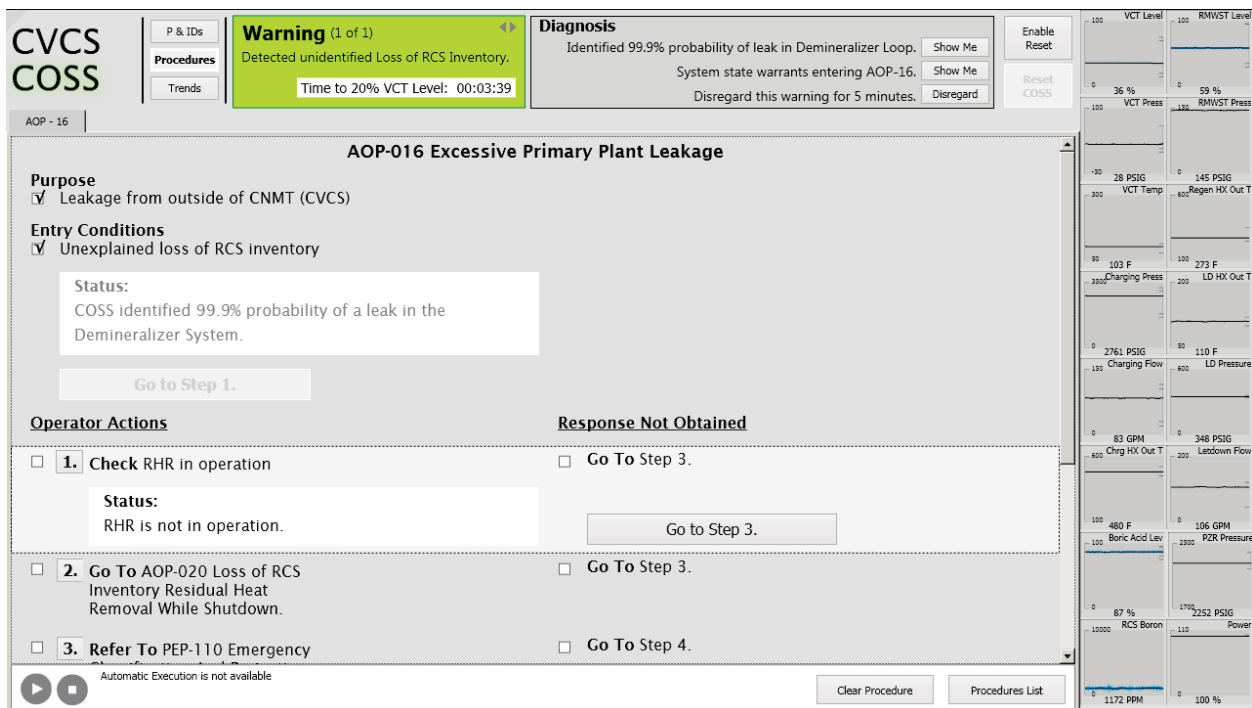 CVCS
COSS
P & IDs
Procedures
Trends
Warning (1 of 1)
Detected unidentified Loss of RCS Inventory.
Time to 20% VCT Level: 00:03:39
Diagnosis
Identified 99.9% probability of leak in Demineralizer Loop.
Show Me
System state warrants entering AOP-16.
Show Me
Disregard this warning for 5 minutes.
Disregard
Enable
Reset
Reset
COSS
AOP - 16
AOP-016 Excessive Primary Plant Leakage
Purpose
Leakage from outside of CNMT (CVCS)
Entry Conditions
Unexplained loss of RCS inventory
Status:
COSS identified 99.9% probability of a leak in the
Demineralizer System.
Go to Step 1.
Operator Actions
Response Not Obtained
1. Check RHR in operation
Go To Step 3.
Status:
RHR is not in operation.
Go to Step 3.
2. Go To AOP-020 Loss of RCS
Inventory Residual Heat
Removal While Shutdown.
Go To Step 3.
3. Refer To PEP-110 Emergency
Go To Step 4.
Automatic Execution is not available
Clear Procedure
Procedures List
100 VCT Level
0 36 %
100 RMWST Level
0 59 %
100 VCT Press
-30 28 PSIG
150 RMWST Press
0 145 PSIG
300 VCT Temp
90 103 F
600 Regen HX Out T
100 273 F
3500 Charging Press
0 2761 PSIG
200 LD HX Out T
50 110 F
150 Charging Flow
0 83 GPM
600 LD Pressure
0 348 PSIG
600 Chrg HX Out T
100 480 F
200 Letdown Flow
0 106 GPM
100 Boric Acid Lev
0 87 %
2500 PZR Pressure
1700 2252 PSIG
10000 RCS Boron
0 1172 PPM
110 Power
0 100 %